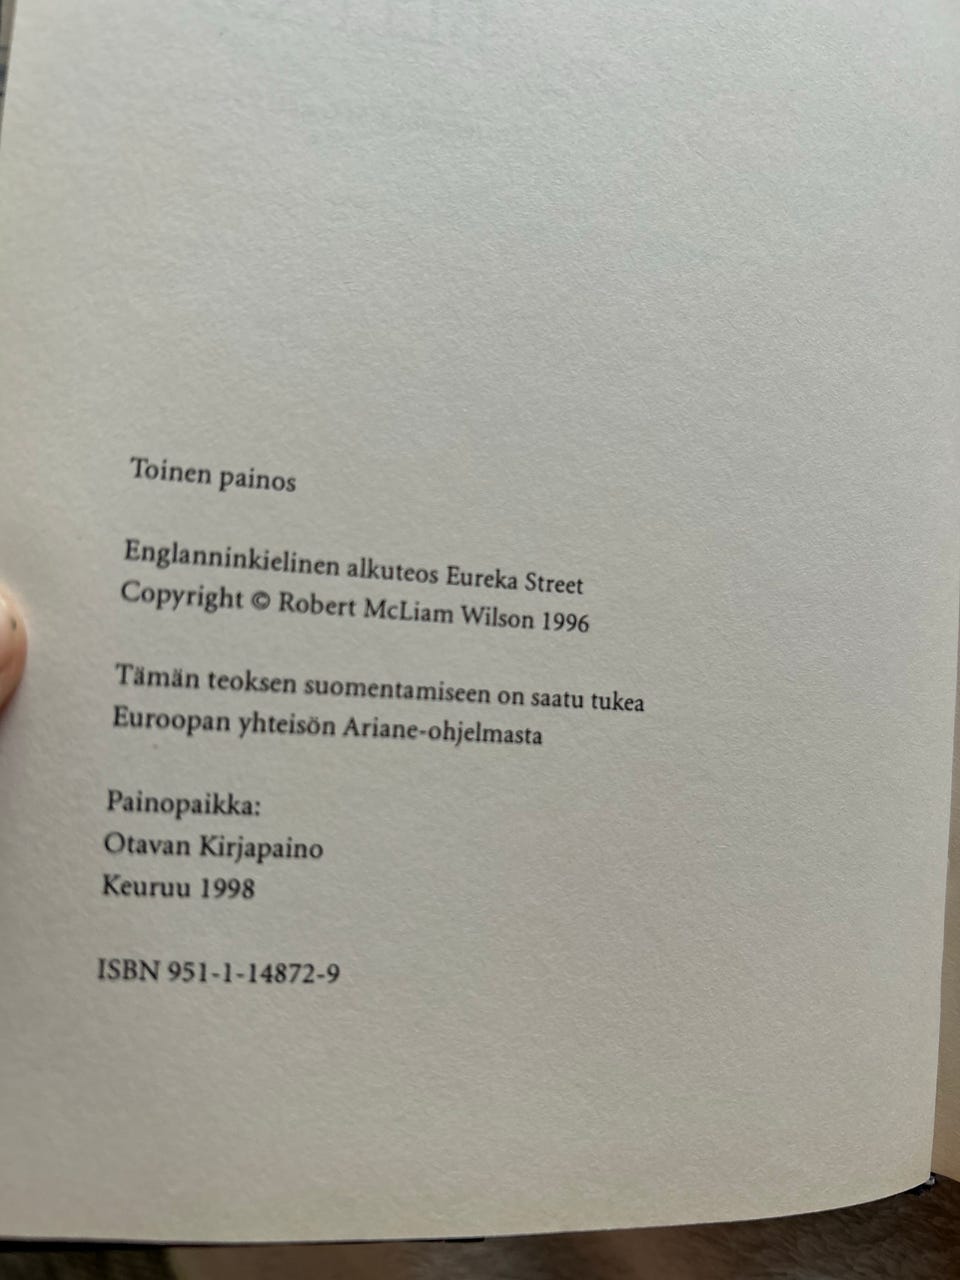 Toinen painos
Englanninkielinen alkuteos Eureka Street
Copyright © Robert McLiam Wilson 1996
Tämän teoksen suomentamiseen on saatu tukea
Euroopan yhteisön Ariane-ohjelmasta
Painopaikka:
Otavan Kirjapaino
Keuruu 1998
ISBN 951-1-14872-9